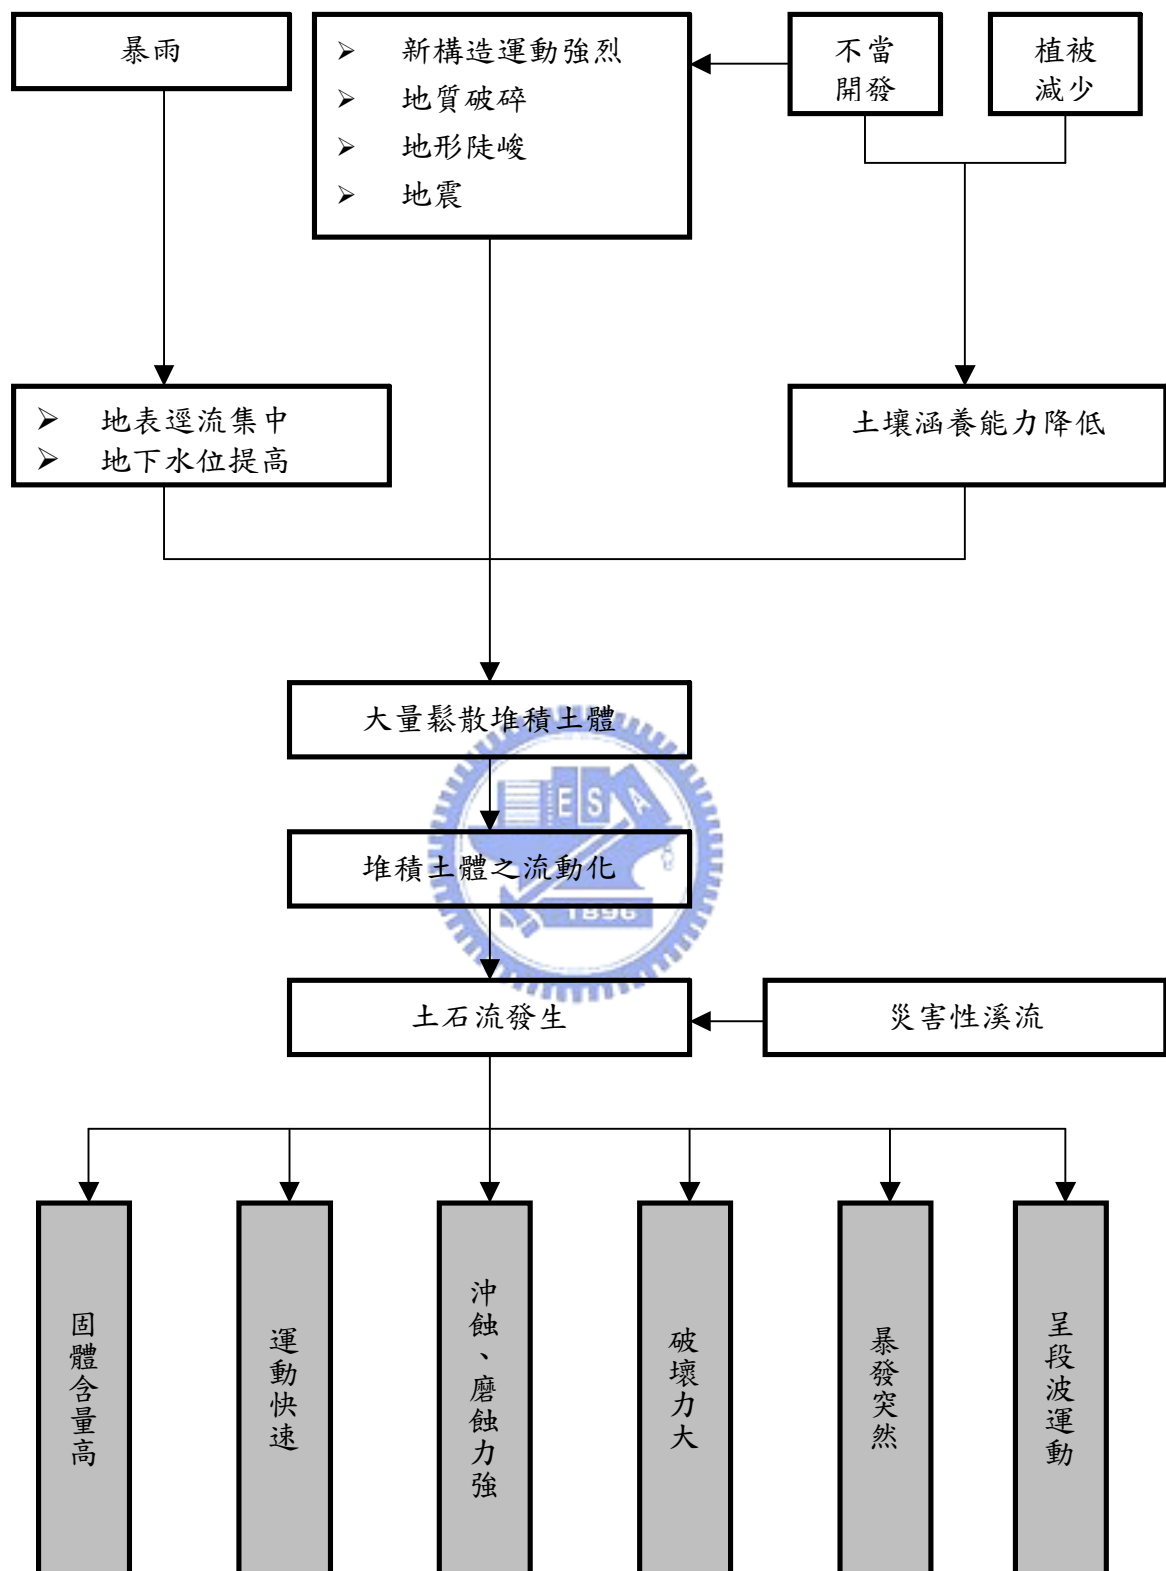 暴雨
➢ 新構造運動強烈
➢ 地質破碎
➢ 地形陡峻
➢ 地震
不當
開發
植被
減少
➢ 地表逕流集中
➢ 地下水位提高
土壤涵養能力降低
大量鬆散堆積土體
ESA
堆積土體之流動化
1896
土石流發生
災害性溪流
固體含量高
運動快速
沖蝕、磨蝕力強
破壞力大
暴發突然
呈段波運動